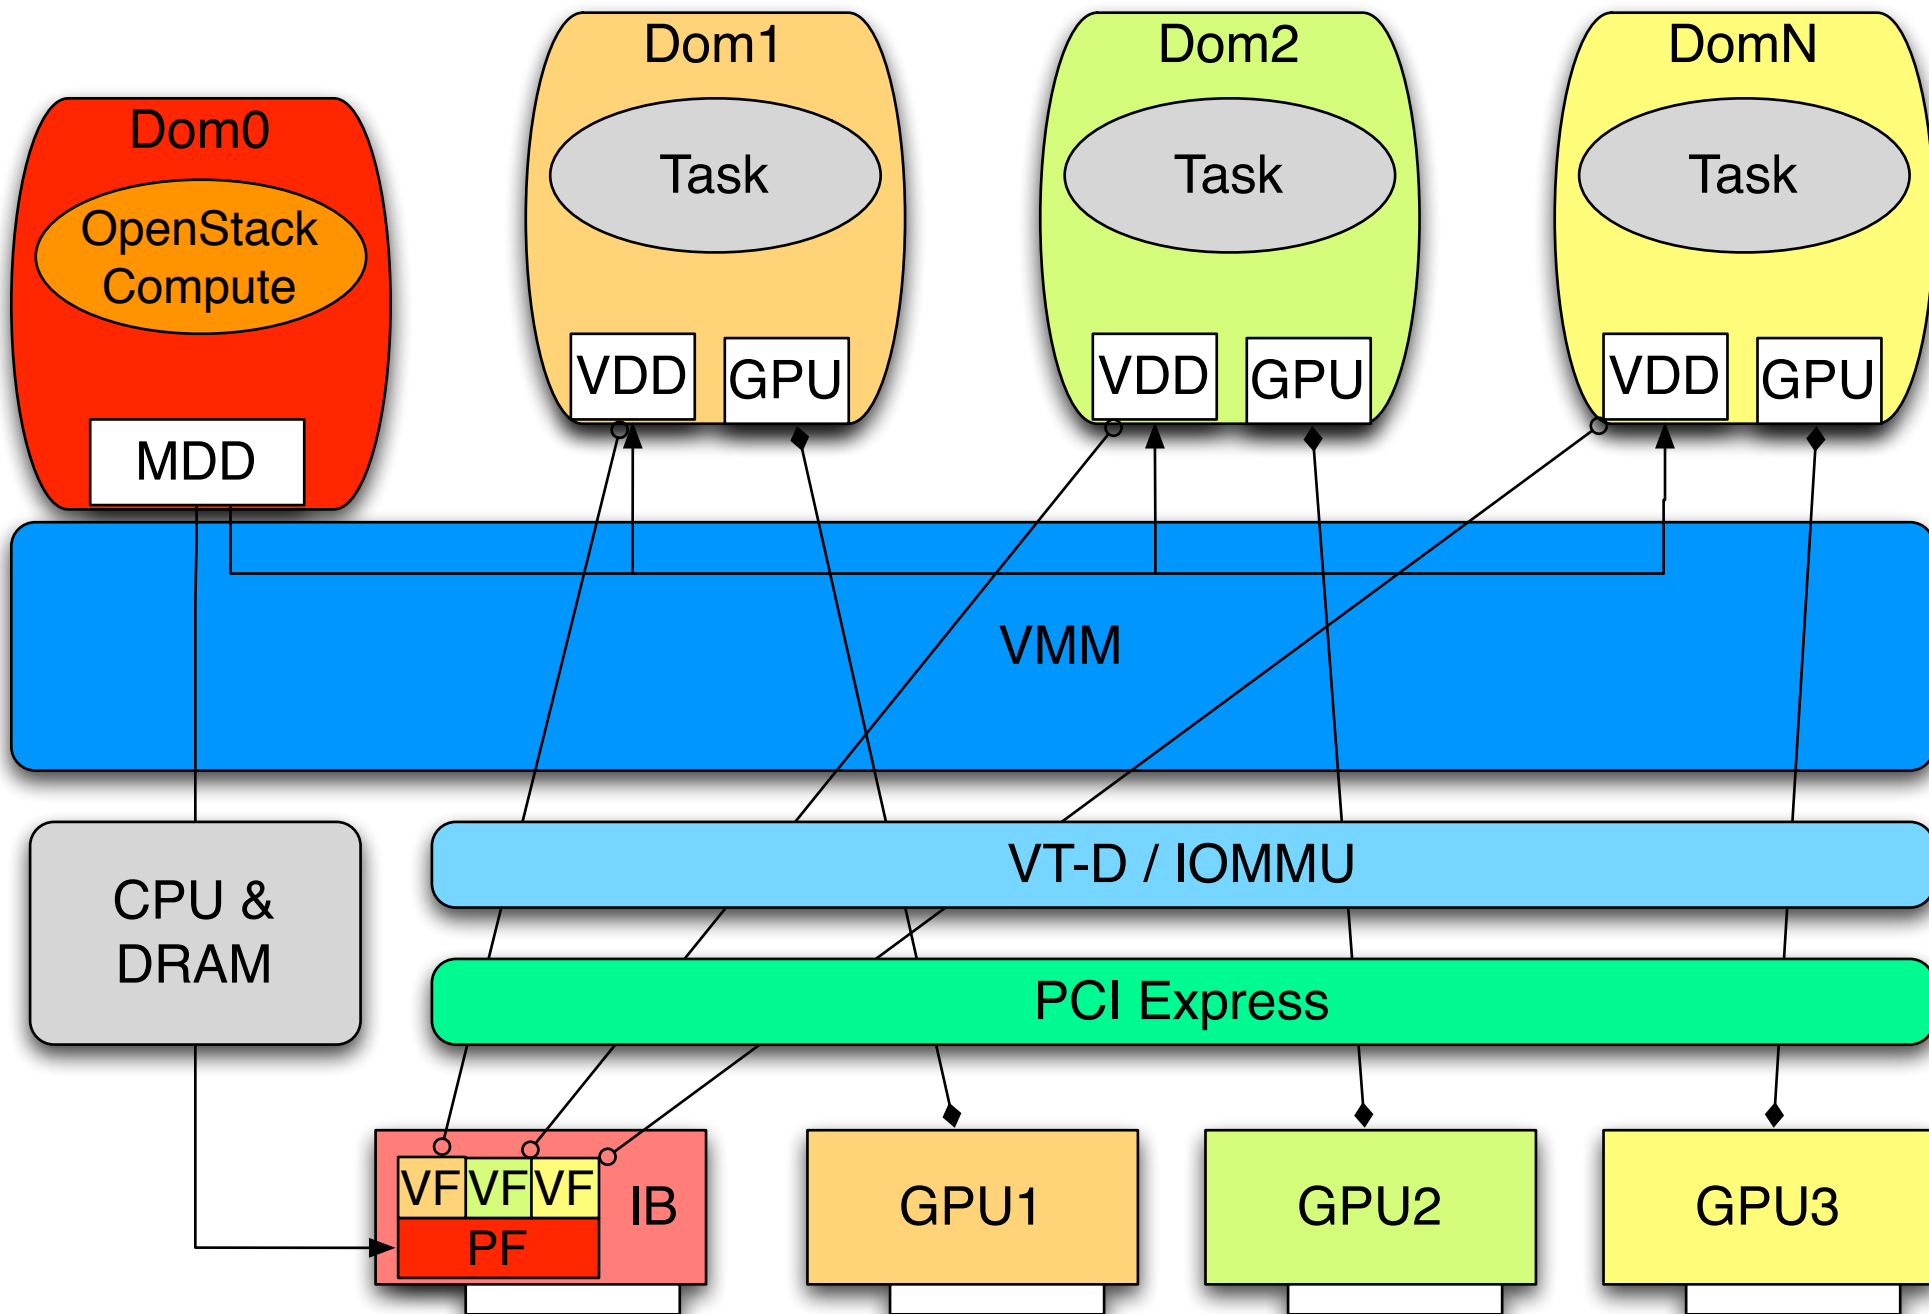 Dom1
Dom2
DomN
Dom0
Task
Task
Task
OpenStack
Compute
VDD
GPU
VDD
GPU
VDD
GPU
MDD
VMM
VT-D / IOMMU
CPU &
DRAM
PCI Express
VF
VF
VF
IB
PF
GPU1
GPU2
GPU3